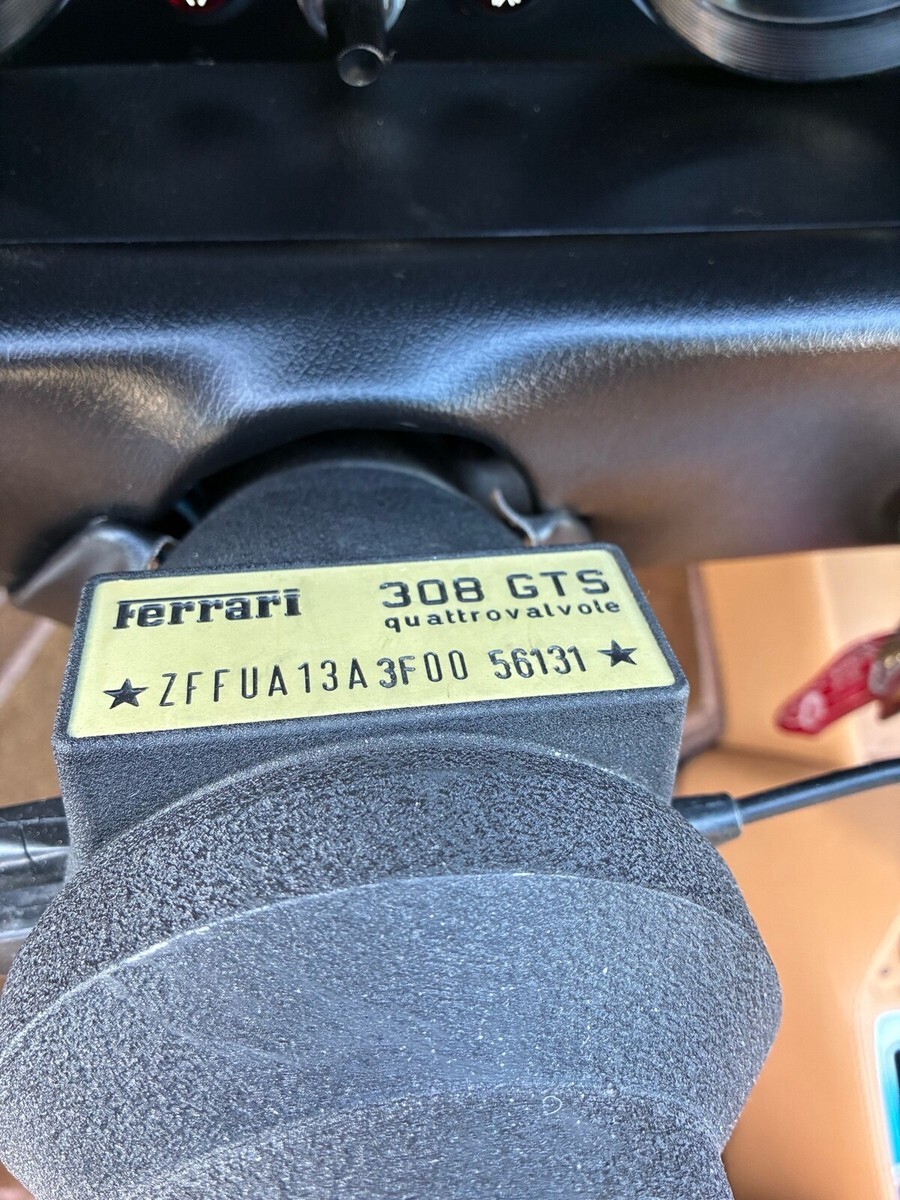 Ferrari 308 GTS
quattrovalvole
★ ZFFUA13A3F00 56131 ★